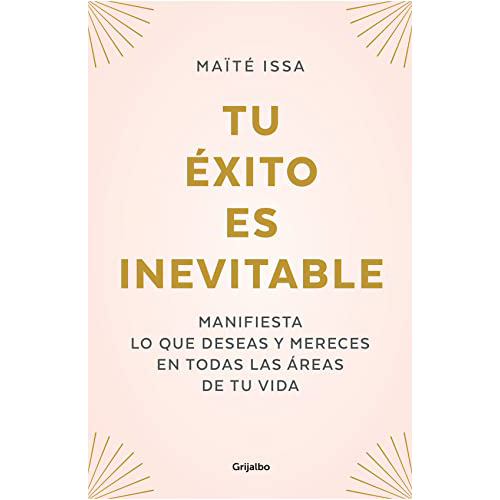 MAÏTÉ ISSA
TU
ÉXITO
ES
INEVITABLE
MANIFIESTA
LO QUE DESEAS Y MERECES
EN TODAS LAS ÁREAS
DE TU VIDA
Grijalbo